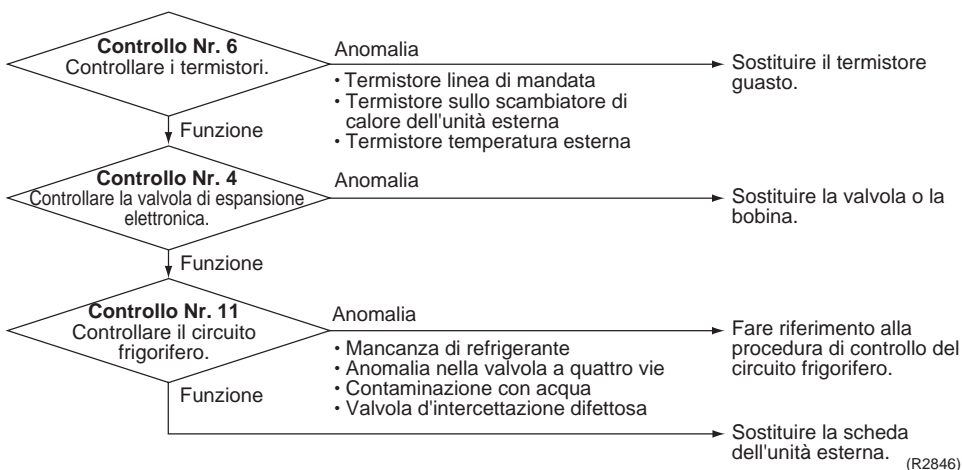 Controllo Nr. 6
Controllare i termistori.
Anomalia
• Termistore linea di mandata
• Termistore sullo scambiatore di
calore dell'unità esterna
• Termistore temperatura esterna
Sostituire il termistore
guasto.
Funzione
Controllo Nr. 4
Controllare la valvola di espansione
elettronica.
Anomalia
Sostituire la valvola o la
bobina.
Funzione
Controllo Nr. 11
Controllare il circuito
frigorifero.
Anomalia
• Mancanza di refrigerante
• Anomalia nella valvola a quattro vie
• Contaminazione con acqua
• Valvola d'intercettazione difettosa
Fare riferimento alla
procedura di controllo del
circuito frigorifero.
Funzione
Sostituire la scheda
dell'unità esterna.
(R2846)